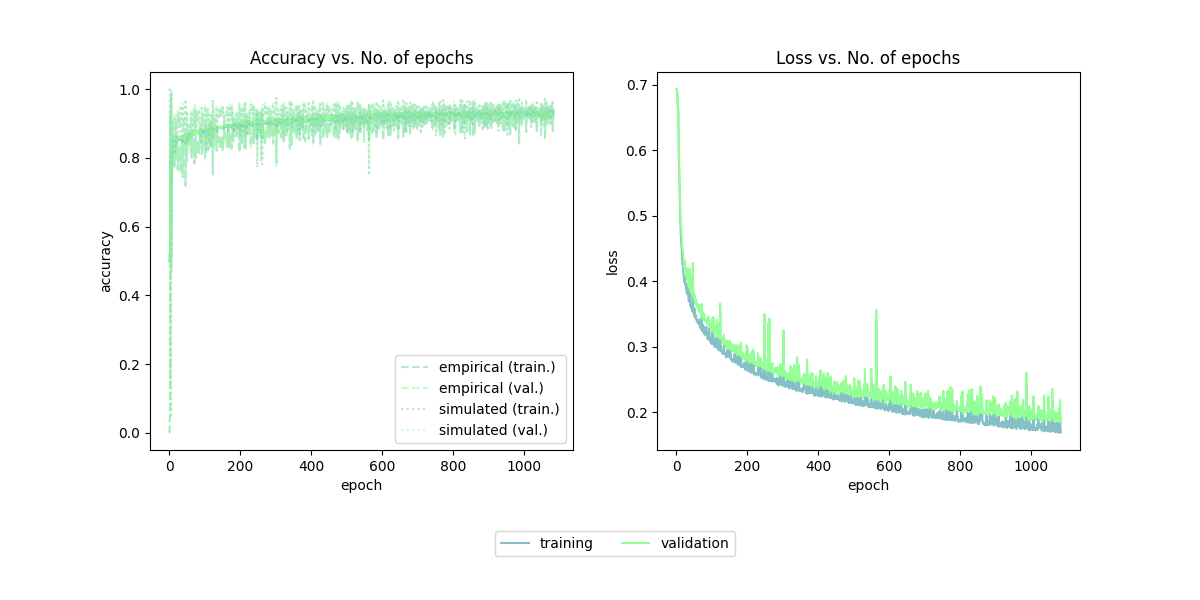 Accuracy vs. No. of epochs
1.0
0.8
0.6
0.4
0.2
0.0
accuracy
empirical (train.)
empirical (val.)
simulated (train.)
simulated (val.)
0 200 400 600 800 1000
epoch
Loss vs. No. of epochs
0.7
0.6
0.5
0.4
0.3
0.2
loss
0 200 400 600 800 1000
epoch
training validation